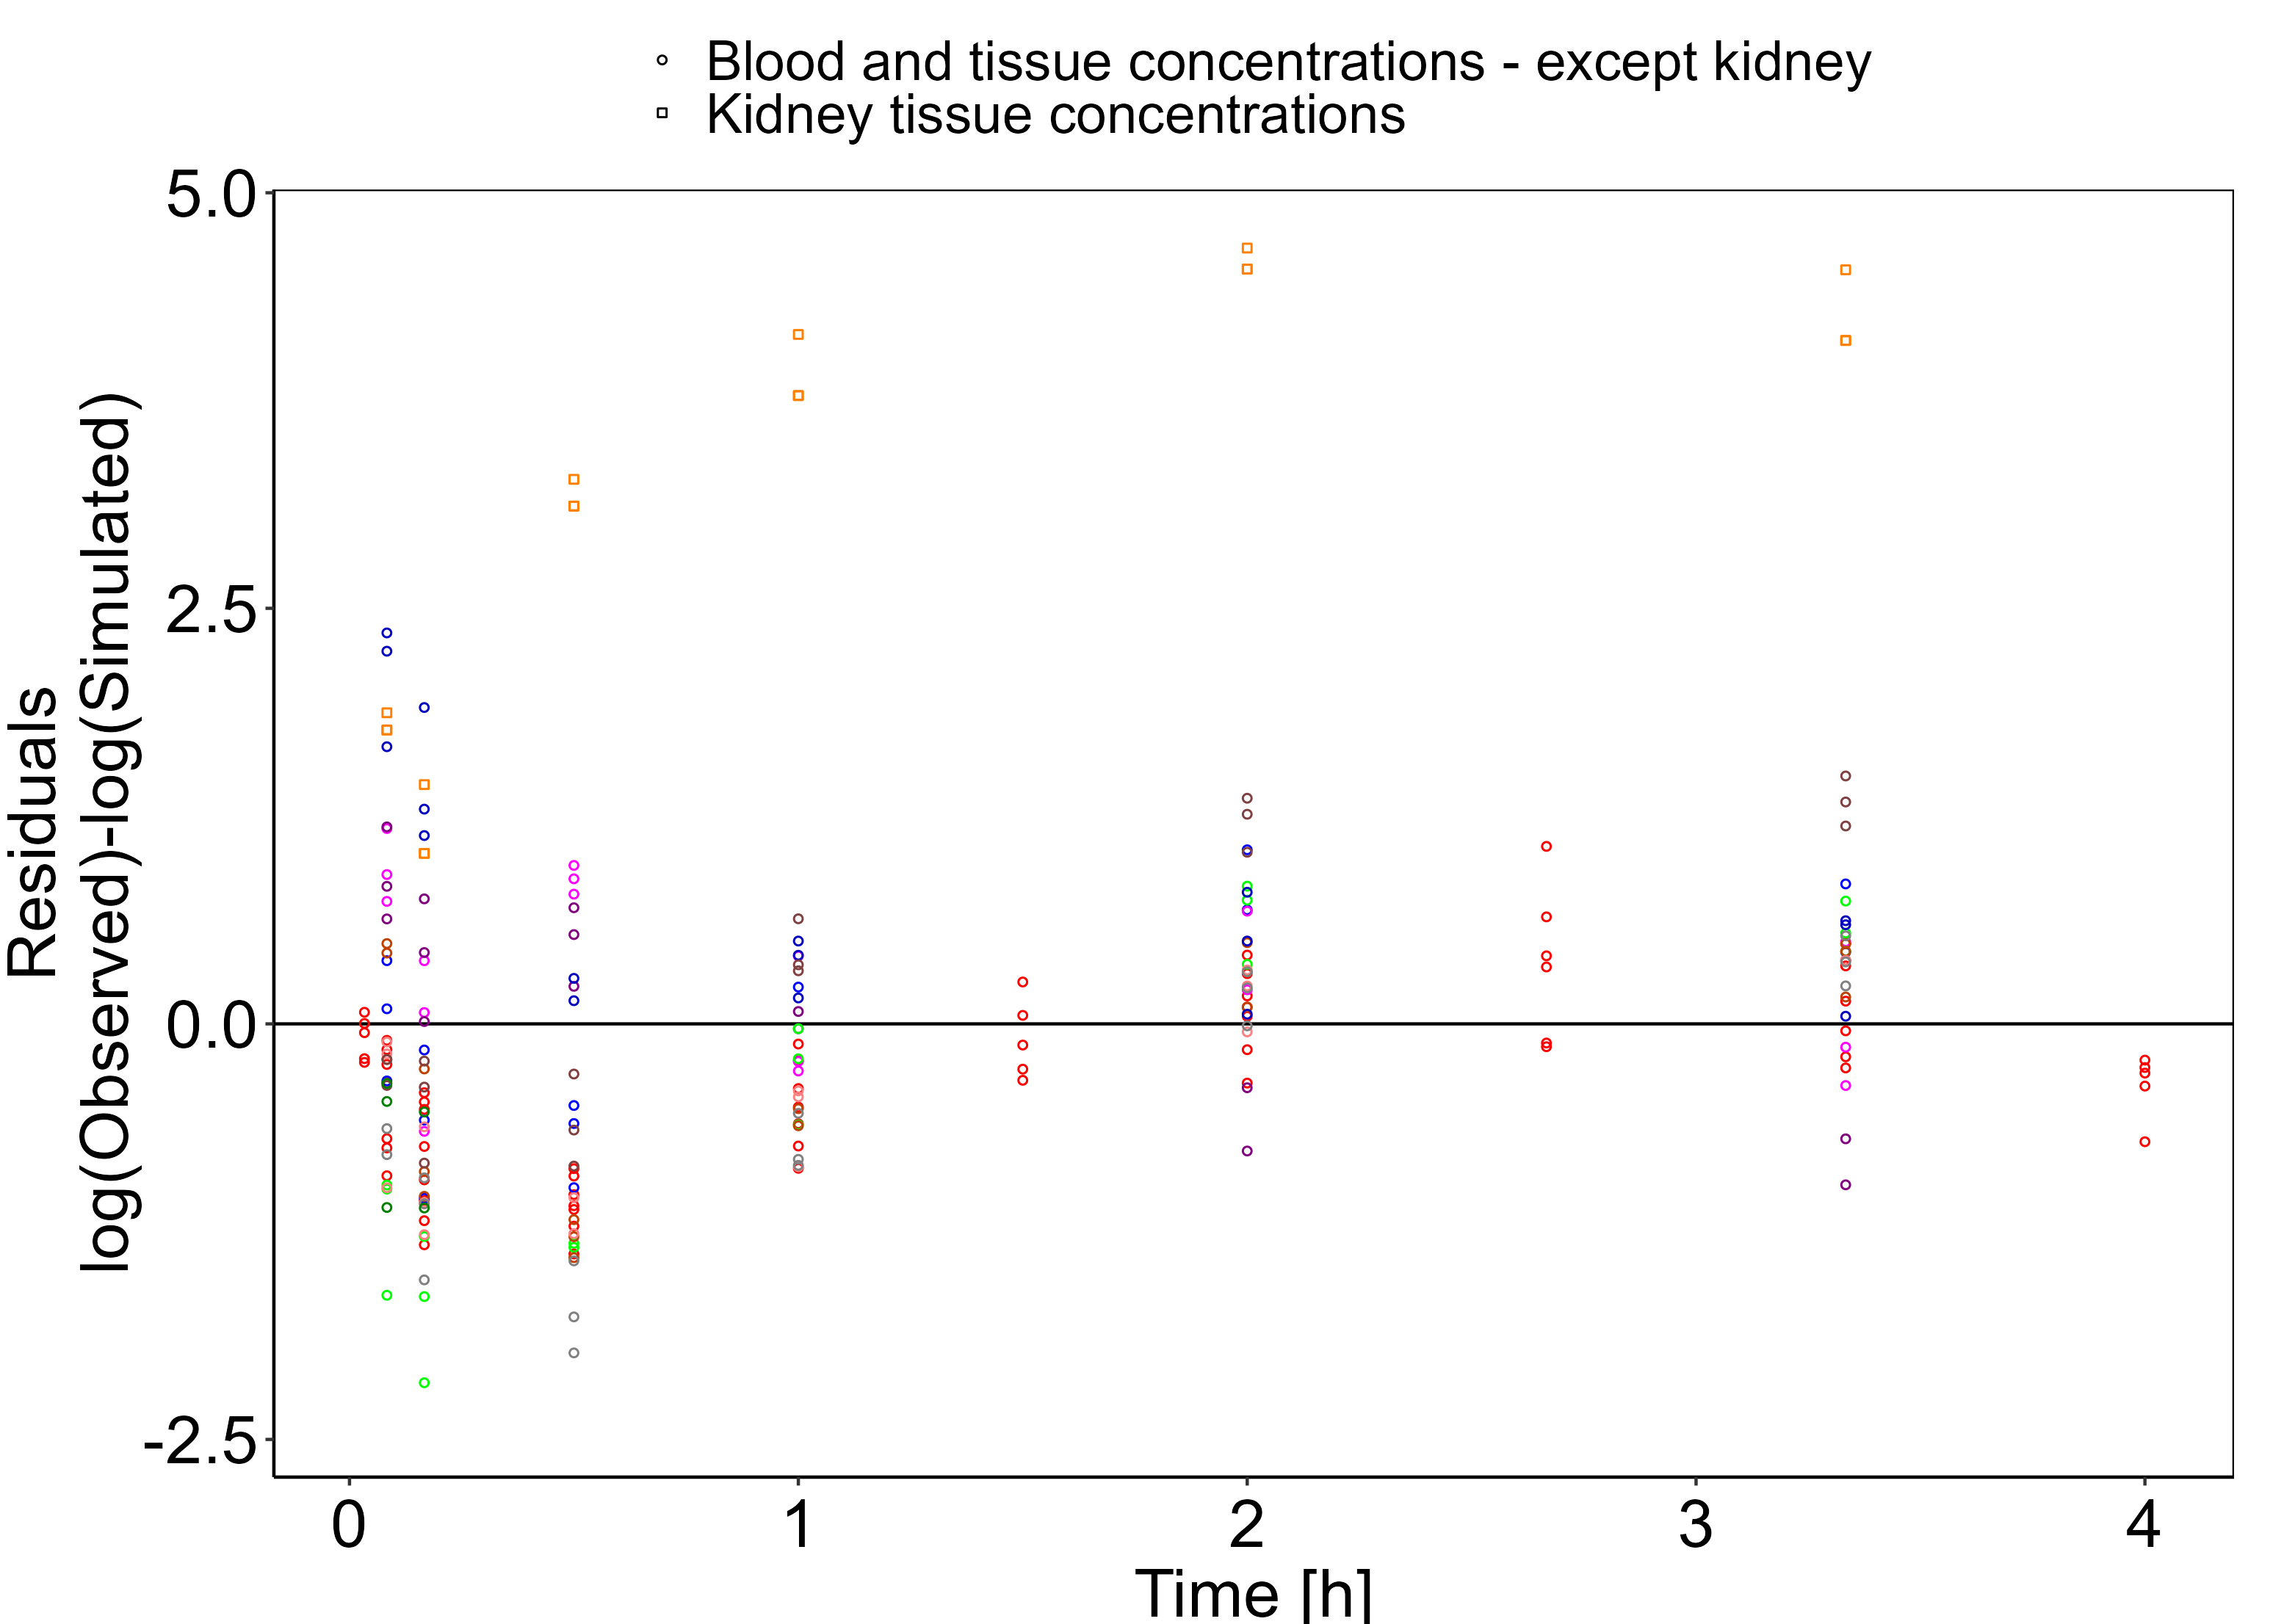 Blood and tissue concentrations - except kidney
Kidney tissue concentrations
Residuals
log(Observed)-log(Simulated)
5.0
2.5
0.0
-2.5
0
1
2
3
4
Time [h]